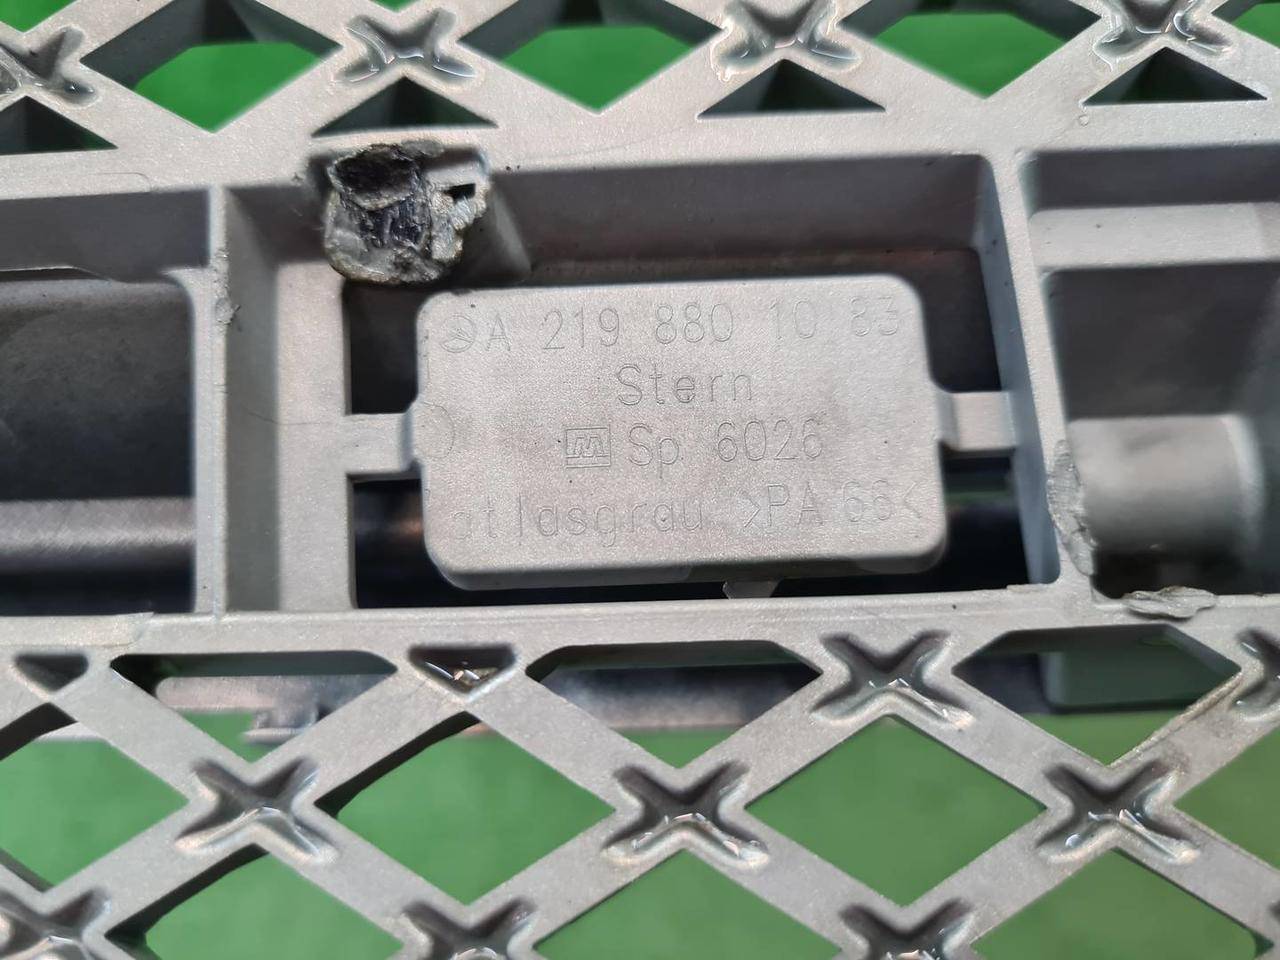 A 219 880 10 83
Stern
M Sp 6026
atlasgrau >PA 66<